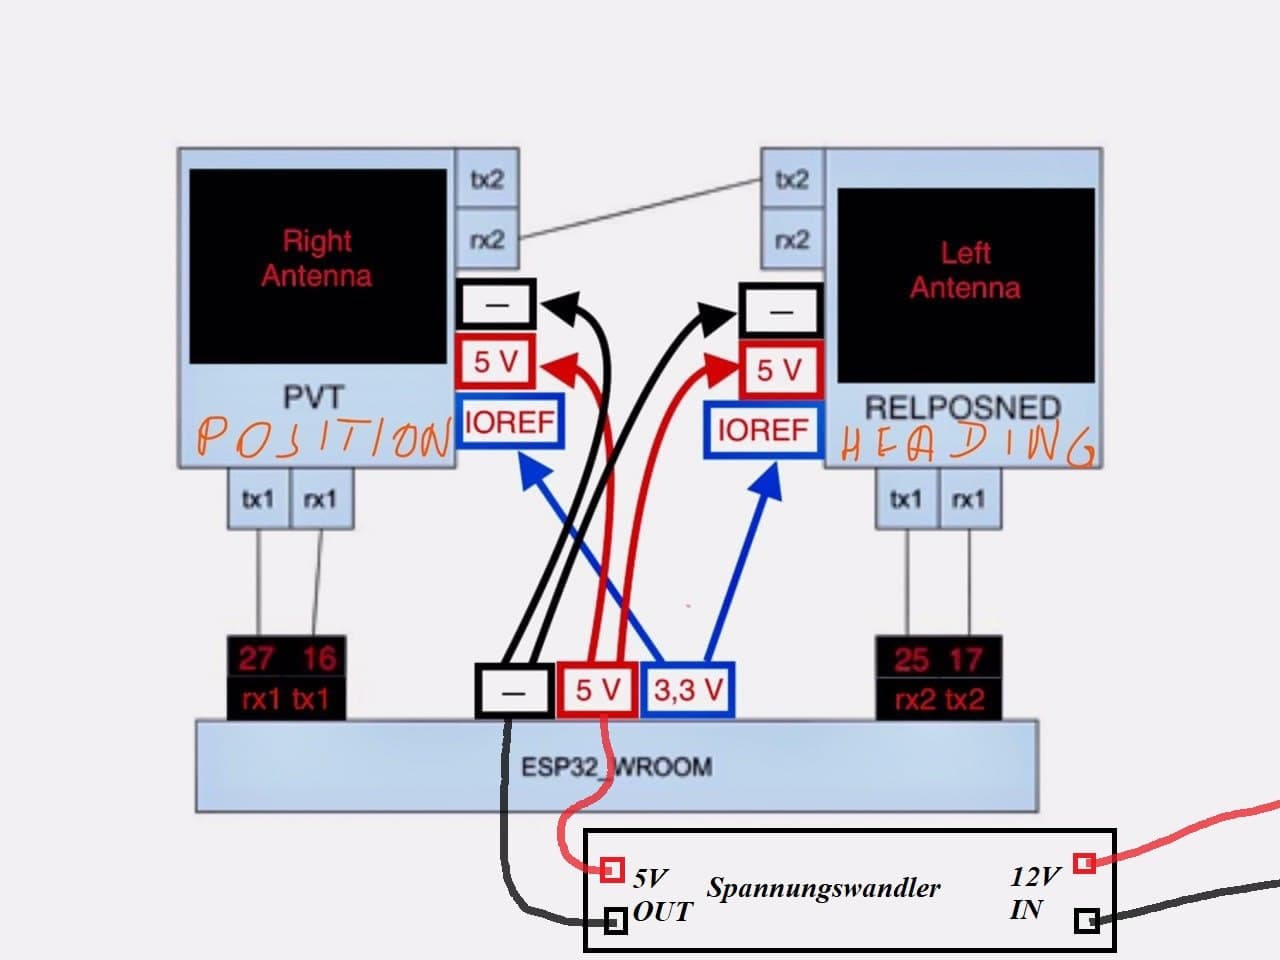 tx2
rx2
Right
Antenna
—
5 V
IOREF
PVT
POSITION
tx1 rx1
27 16
rx1 tx1
tx2
rx2
Left
Antenna
—
5 V
IOREF
RELPOSNED
HEADING
tx1 rx1
25 17
rx2 tx2
— 5 V 3,3 V
ESP32_WROOM
5V
OUT
Spannungswandler
12V
IN